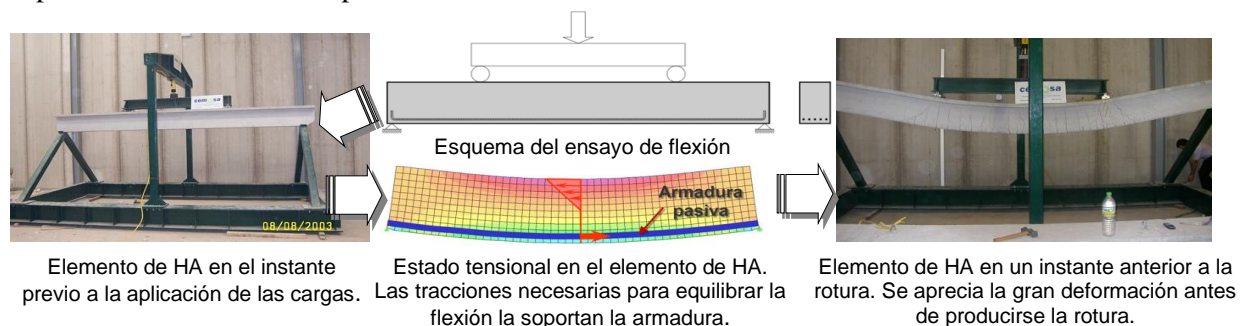 Esquema del ensayo de flexión
Armadura
pasiva
08/08/2003
Elemento de HA en el instante
previo a la aplicación de las cargas.
Estado tensional en el elemento de HA.
Las tracciones necesarias para equilibrar la
flexión la soportan la armadura.
Elemento de HA en un instante anterior a la
rotura. Se aprecia la gran deformación antes
de producirse la rotura.